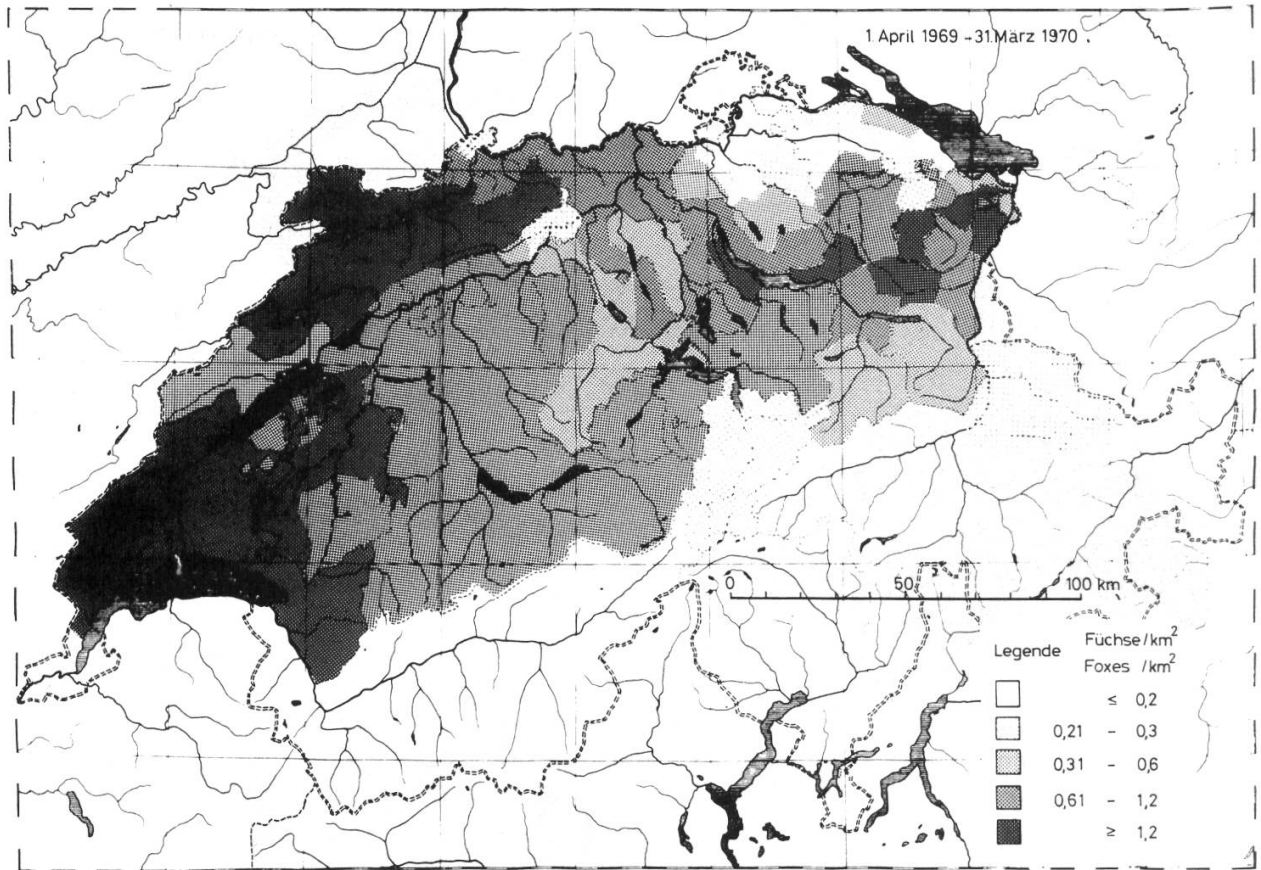 1. April 1969 - 31. März 1970
0 50 100 km
Legende Füchse/km²
Foxes /km²
≤ 0,2
0,21 - 0,3
0,31 - 0,6
0,61 - 1,2
≥ 1,2